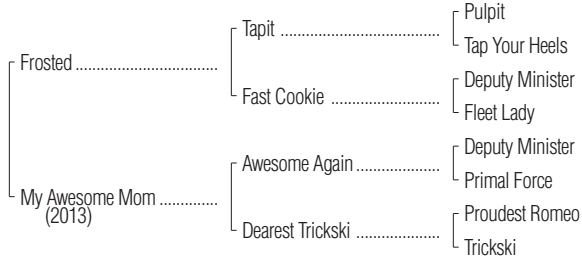 Pulpit
Tapit ........................................
Tap Your Heels
Frosted ....................................
Deputy Minister
Fast Cookie ............................
Fleet Lady
Deputy Minister
Awesome Again .....................
Primal Force
My Awesome Mom ..............
(2013)
Proudest Romeo
Dearest Trickski .....................
Trickski